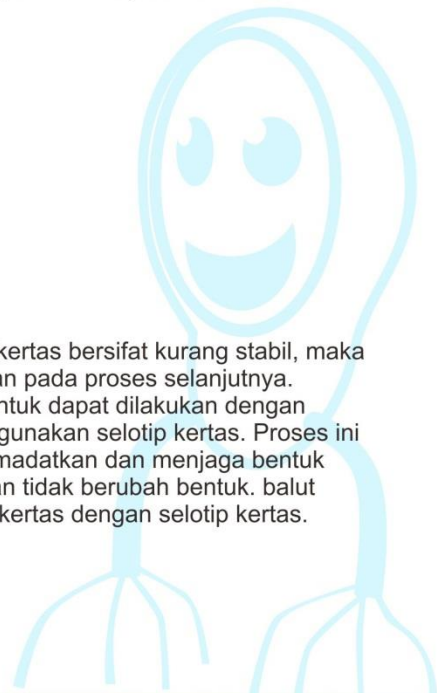 kertas bersifat kurang stabil, maka
an pada proses selanjutnya.
ntuk dapat dilakukan dengan
gunakan selotip kertas. Proses ini
madatkan dan menjaga bentuk
an tidak berubah bentuk. balut
kertas dengan selotip kertas.